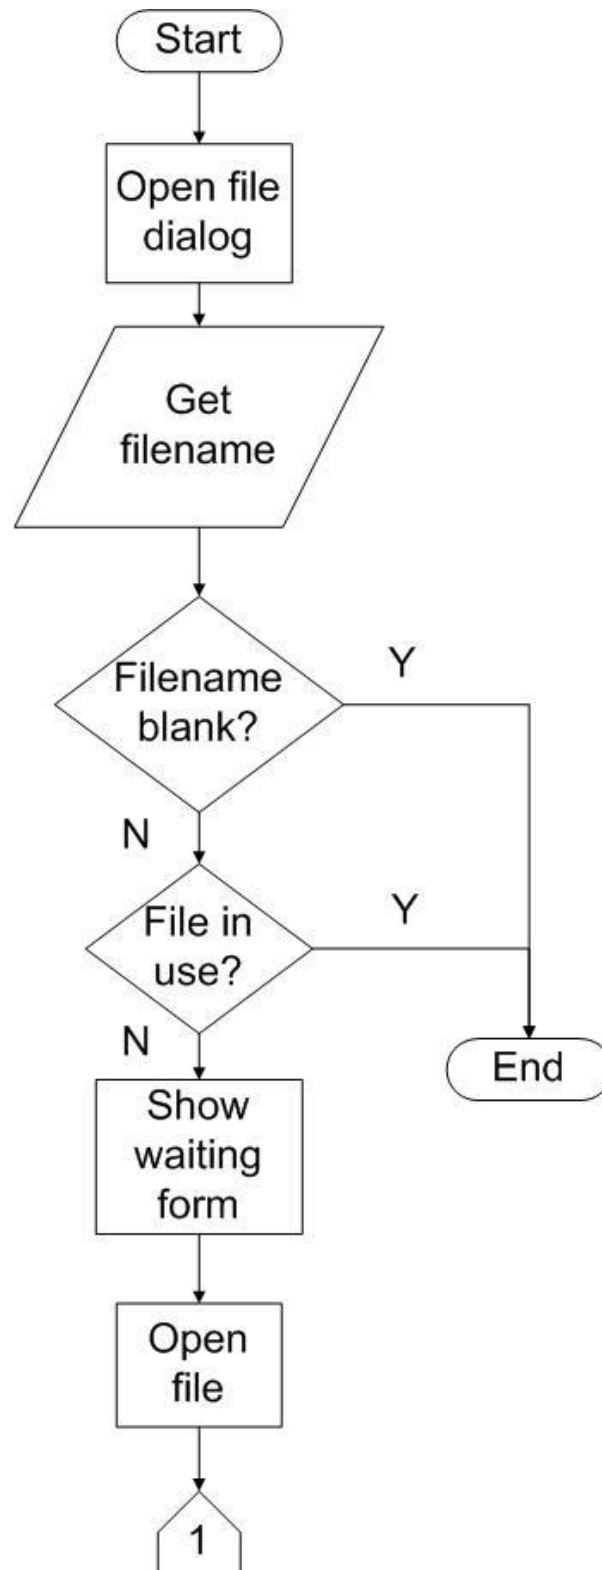 Start
Open file
dialog
Get
filename
Filename
blank?
Y
N
File in
use?
Y
N
End
Show
waiting
form
Open
file
1